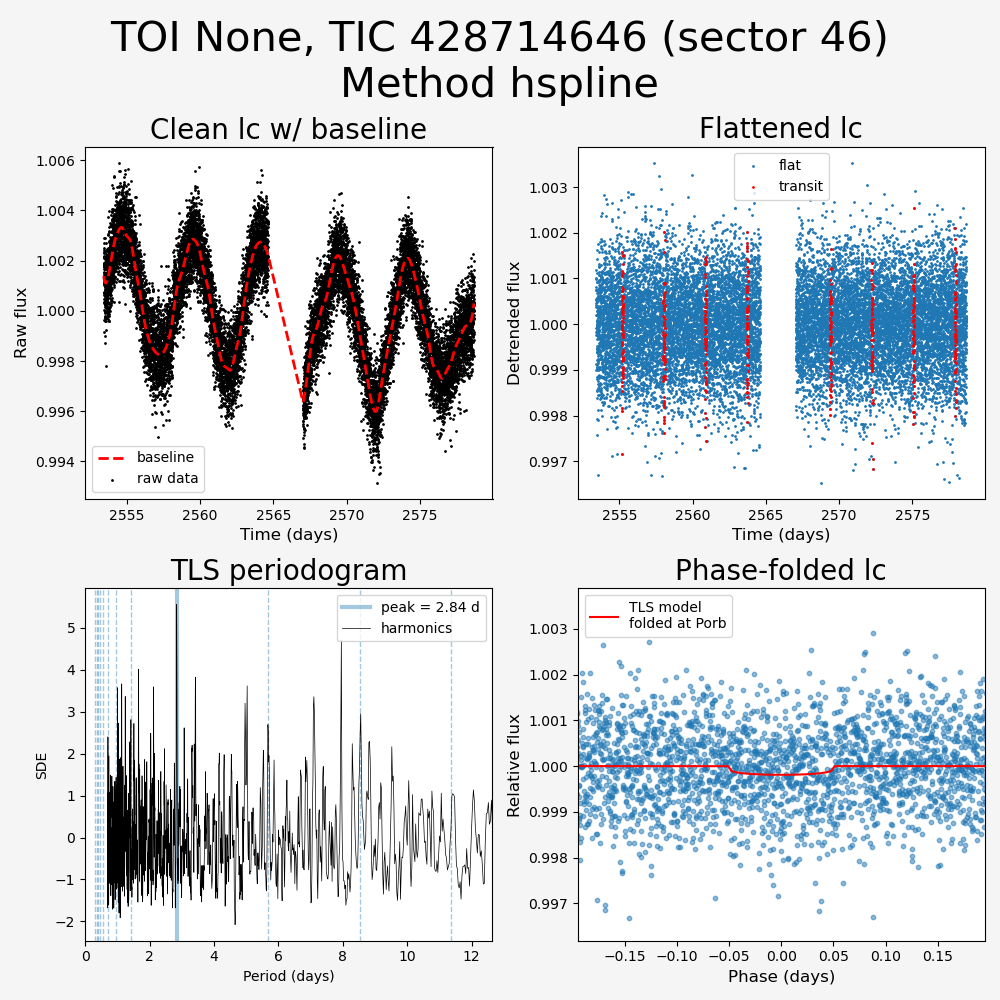 TOI None, TIC 428714646 (sector 46)
Method hspline
Clean lc w/ baseline
Raw flux
1.006
1.004
1.002
1.000
0.998
0.996
0.994
baseline
raw data
2555
2560
2565
2570
2575
Time (days)
Flattened lc
Detrended flux
1.003
1.002
1.001
1.000
0.999
0.998
0.997
flat
transit
2555
2560
2565
2570
2575
Time (days)
TLS periodogram
SDE
5
4
3
2
1
0
−1
−2
peak = 2.84 d
harmonics
0
2
4
6
8
10
12
Period (days)
Phase-folded lc
Relative flux
1.003
1.002
1.001
1.000
0.999
0.998
0.997
TLS model
folded at Porb
−0.15
−0.10
−0.05
0.00
0.05
0.10
0.15
Phase (days)